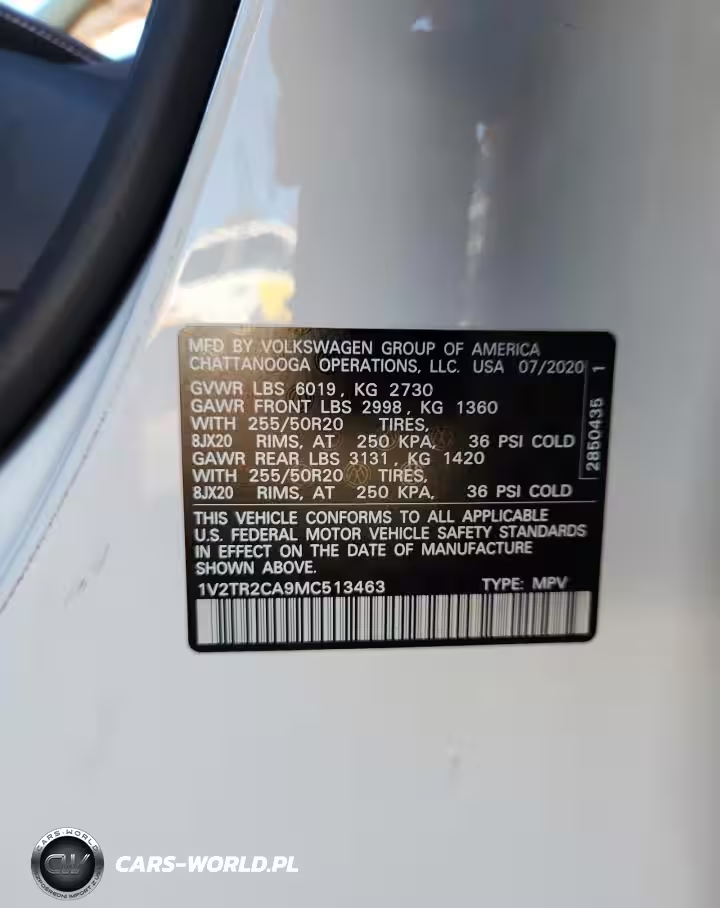 MFD BY VOLKSWAGEN GROUP OF AMERICA
CHATTANOOGA OPERATIONS, LLC. USA 07/2020
GVWR LBS 6019, KG 2730
GAWR FRONT LBS 2998, KG 1360
WITH 255/50R20 TIRES,
8JX20 RIMS, AT 250 KPA, 36 PSI COLD
GAWR REAR LBS 3131, KG 1420
WITH 255/50R20 TIRES,
8JX20 RIMS, AT 250 KPA, 36 PSI COLD
2850435 1
THIS VEHICLE CONFORMS TO ALL APPLICABLE
U.S. FEDERAL MOTOR VEHICLE SAFETY STANDARDS
IN EFFECT ON THE DATE OF MANUFACTURE
SHOWN ABOVE.
1V2TR2CA9MC513463 TYPE: MPV
CARS-WORLD
CW
CARS-WORLD.PL